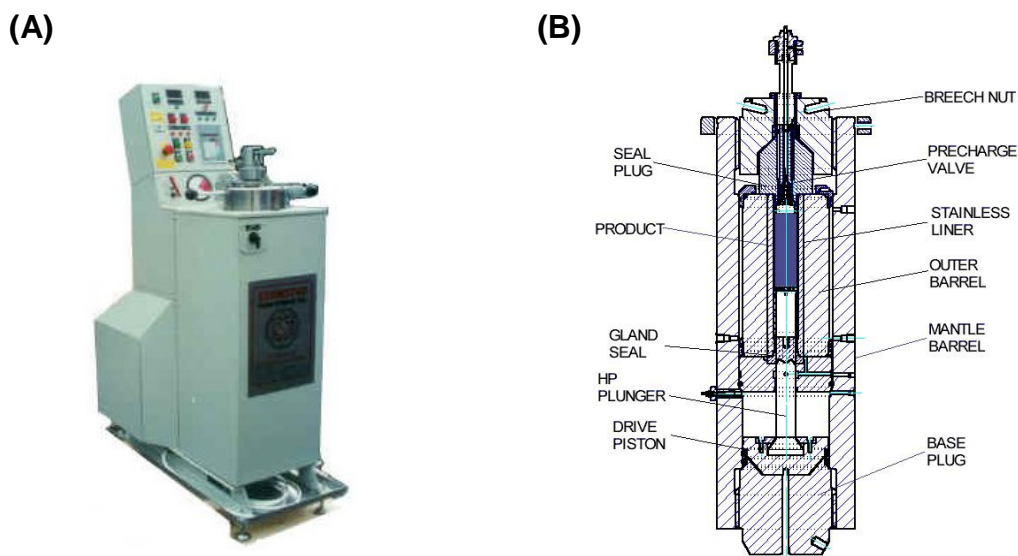 (A)
(B)
BREECH NUT
SEAL
PLUG
PRECHARGE
VALVE
PRODUCT
STAINLESS
LINER
OUTER
BARREL
GLAND
SEAL
MANTLE
BARREL
HP
PLUNGER
DRIVE
PISTON
BASE
PLUG